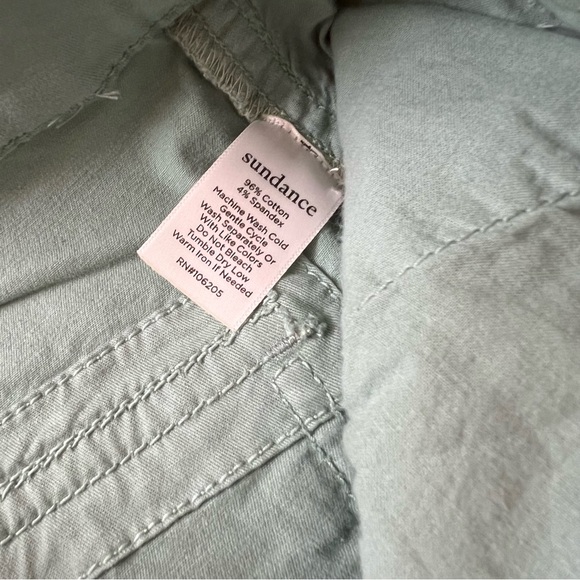 sundance
96% Cotton
4% Spandex
Machine Wash Cold
Gentle Cycle
Wash Separately Or
With Like Colors
Do Not Bleach
Tumble Dry Low
Warm Iron If Needed
RN#106205